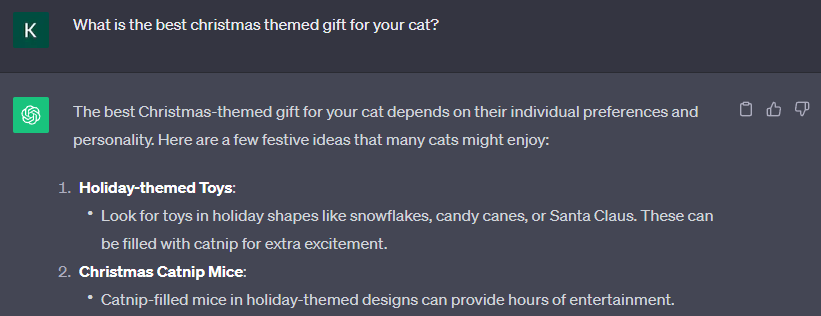 K
What is the best christmas themed gift for your cat?
The best Christmas-themed gift for your cat depends on their individual preferences and
personality. Here are a few festive ideas that many cats might enjoy:
1. Holiday-themed Toys:
• Look for toys in holiday shapes like snowflakes, candy canes, or Santa Claus. These can
be filled with catnip for extra excitement.
2. Christmas Catnip Mice:
• Catnip-filled mice in holiday-themed designs can provide hours of entertainment.